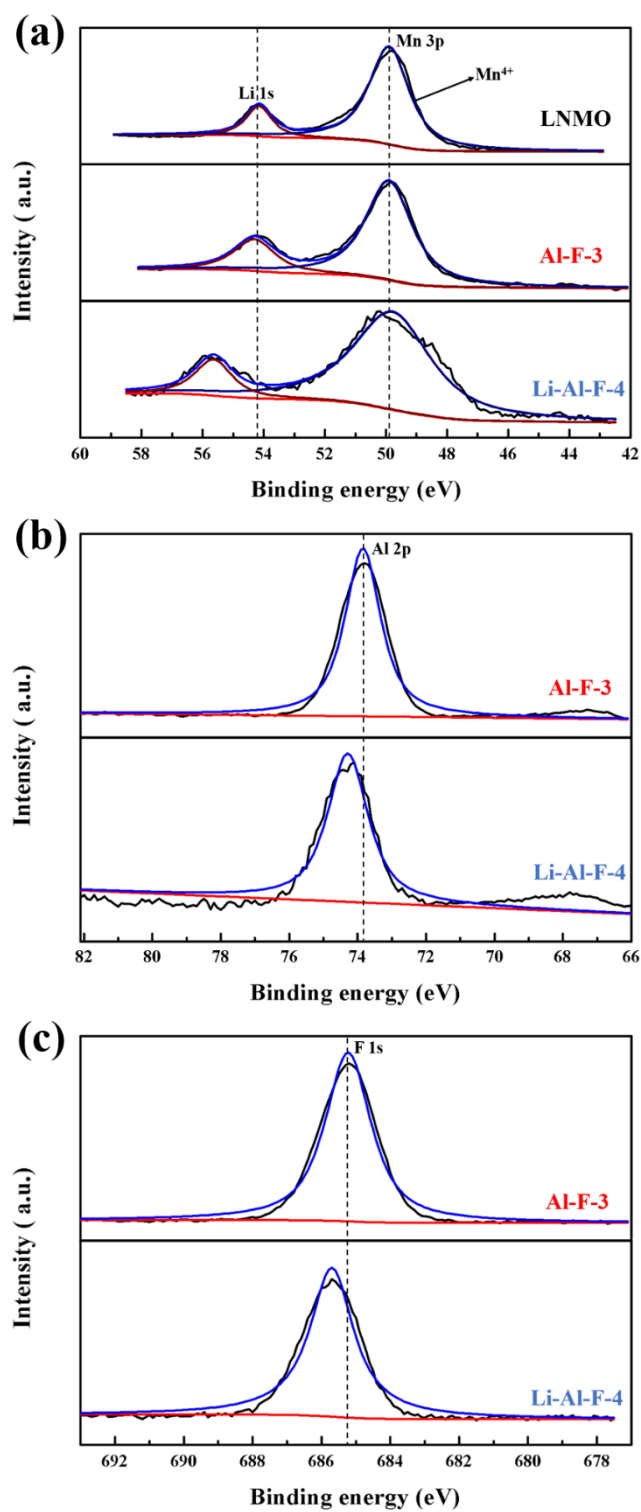 (a)
Mn 3p
Li 1s
Mn4+
LNMO
Al-F-3
Li-Al-F-4
Intensity ( a.u.)
60 58 56 54 52 50 48 46 44 42
Binding energy (eV)
(b)
Al 2p
Al-F-3
Li-Al-F-4
Intensity ( a.u.)
82 80 78 76 74 72 70 68 66
Binding energy (eV)
(c)
F 1s
Al-F-3
Li-Al-F-4
Intensity ( a.u.)
692 690 688 686 684 682 680 678
Binding energy (eV)